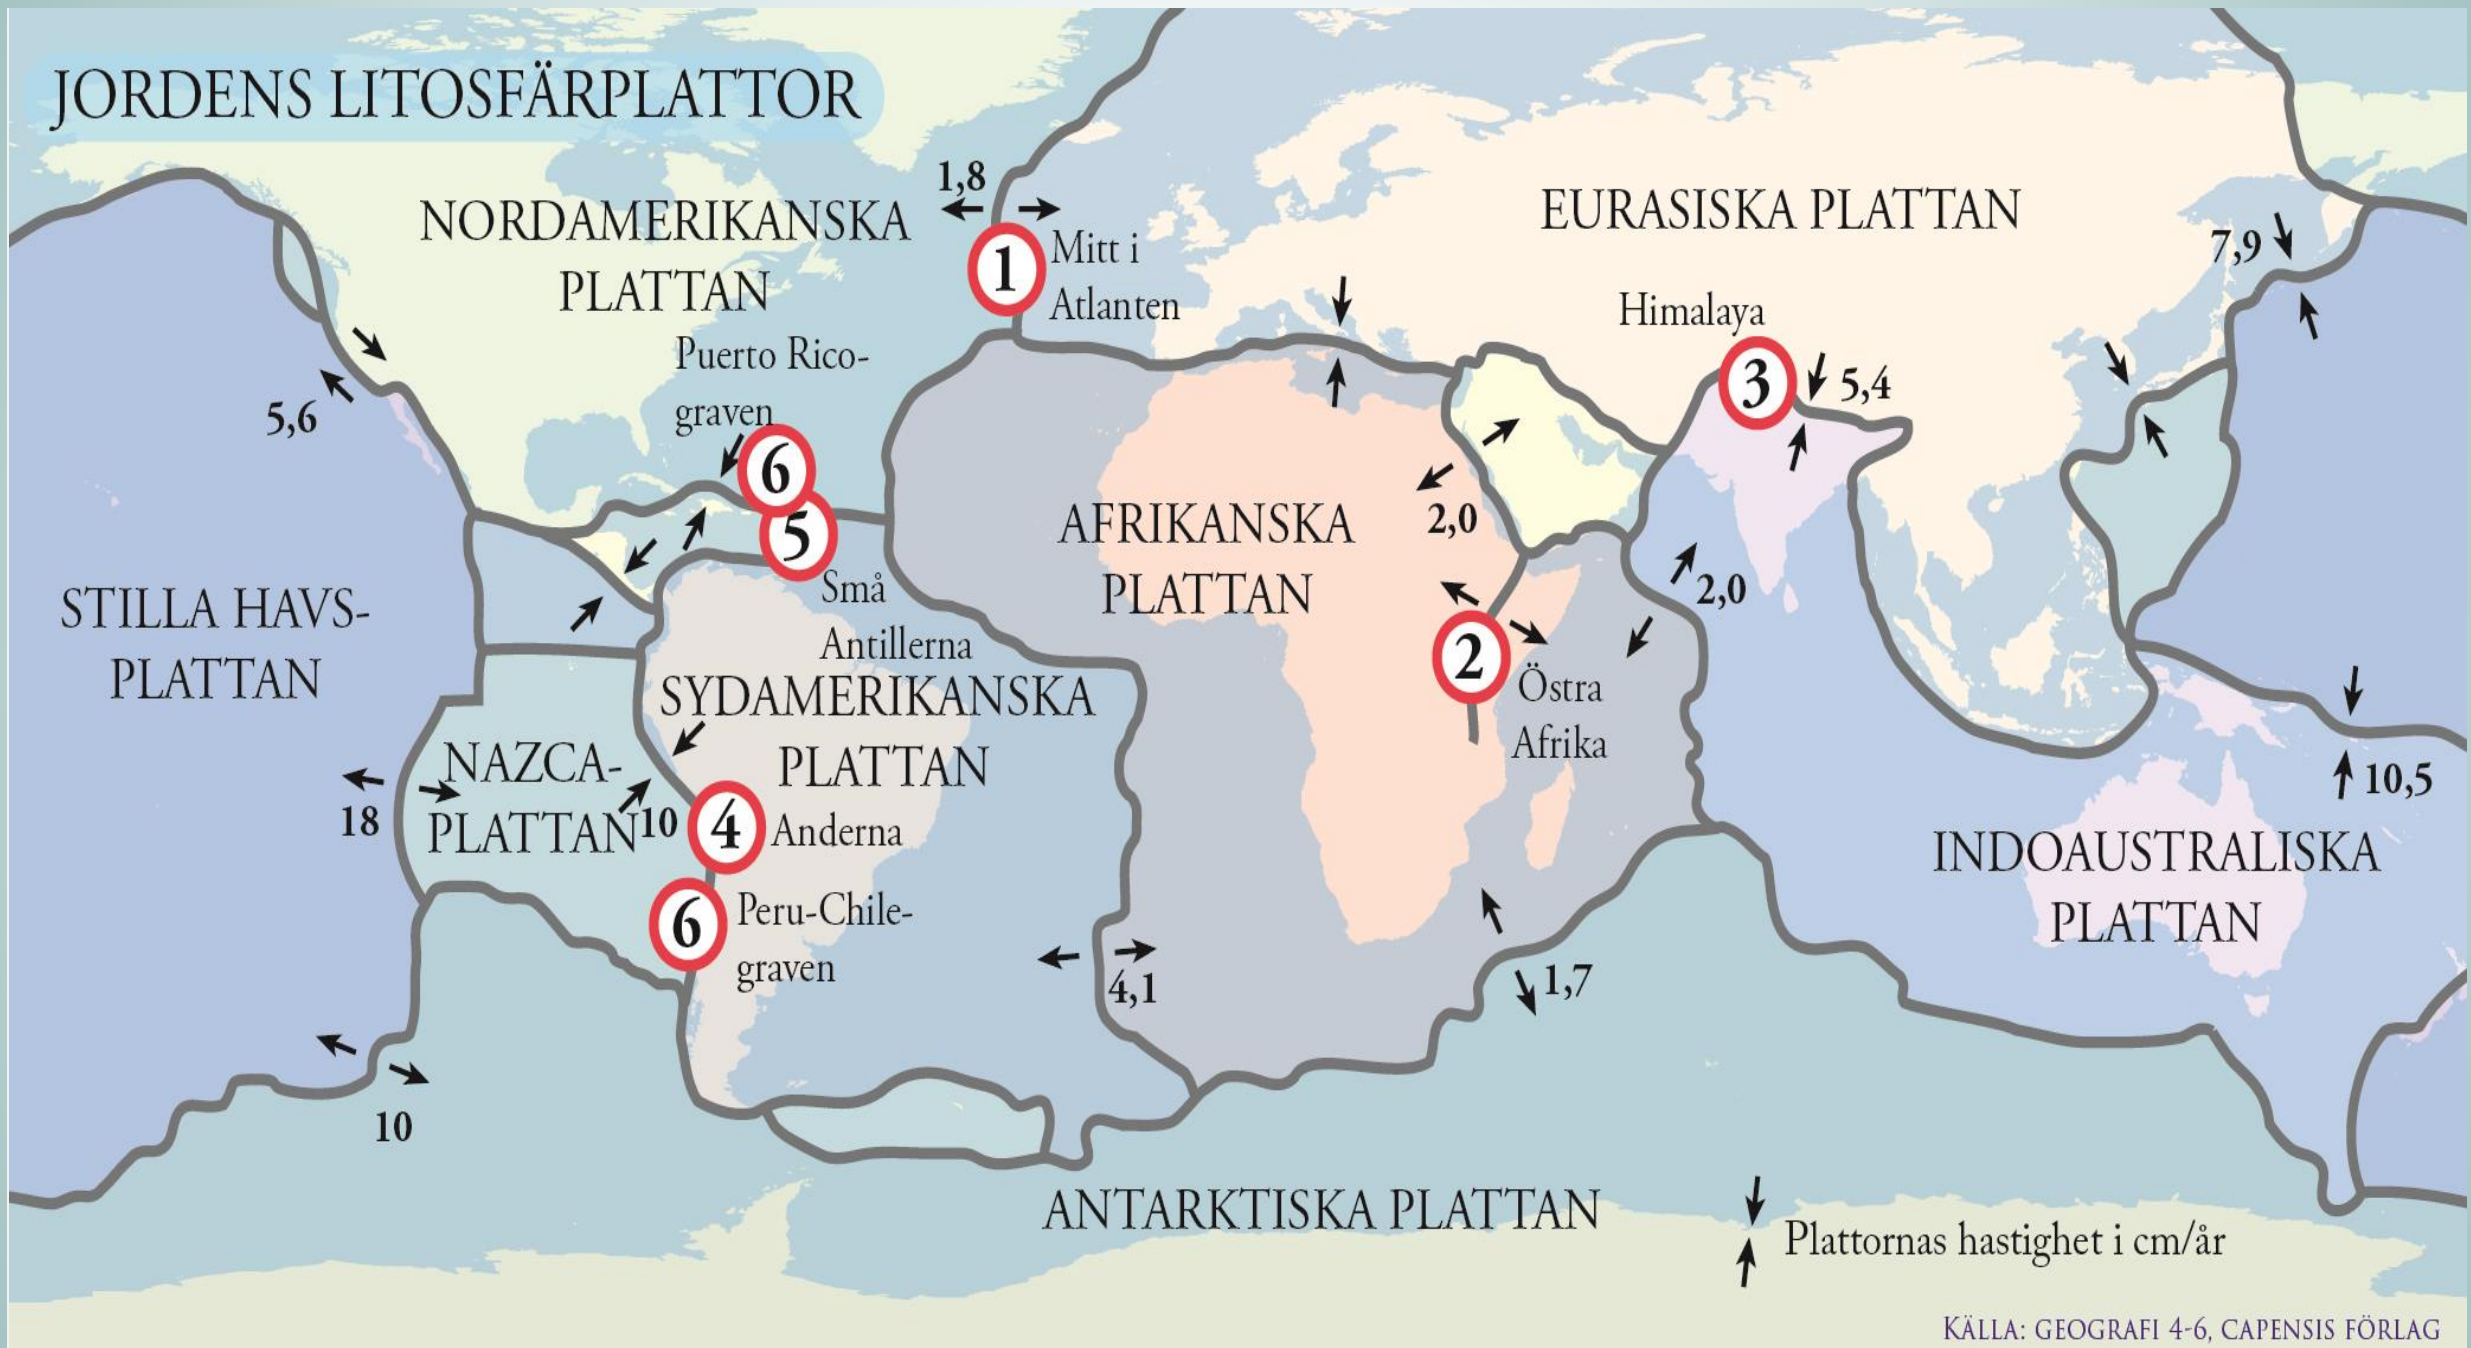 JORDENS LITOSFÄRPLATTOR
NORDAMERIKANSKA
PLATTAN
1,8
1
Mitt i
Atlanten
EURASISKA PLATTAN
7,9
Himalaya
3
5,4
Puerto Rico-
graven
6
5
Små
Antillerna
5,6
AFRIKANSKA
PLATTAN
2,0
2,0
2
Östra
Afrika
STILLA HAVS-
PLATTAN
SYDAMERIKANSKA
PLATTAN
NAZCA-
PLATTAN
18
10
4
Anderna
6
Peru-Chile-
graven
4,1
1,7
10,5
INDOAUSTRALISKA
PLATTAN
10
ANTARKTISKA PLATTAN
Plattornas hastighet i cm/år
KÄLLA: GEOGRAFI 4-6, CAPENSIS FÖRLAG